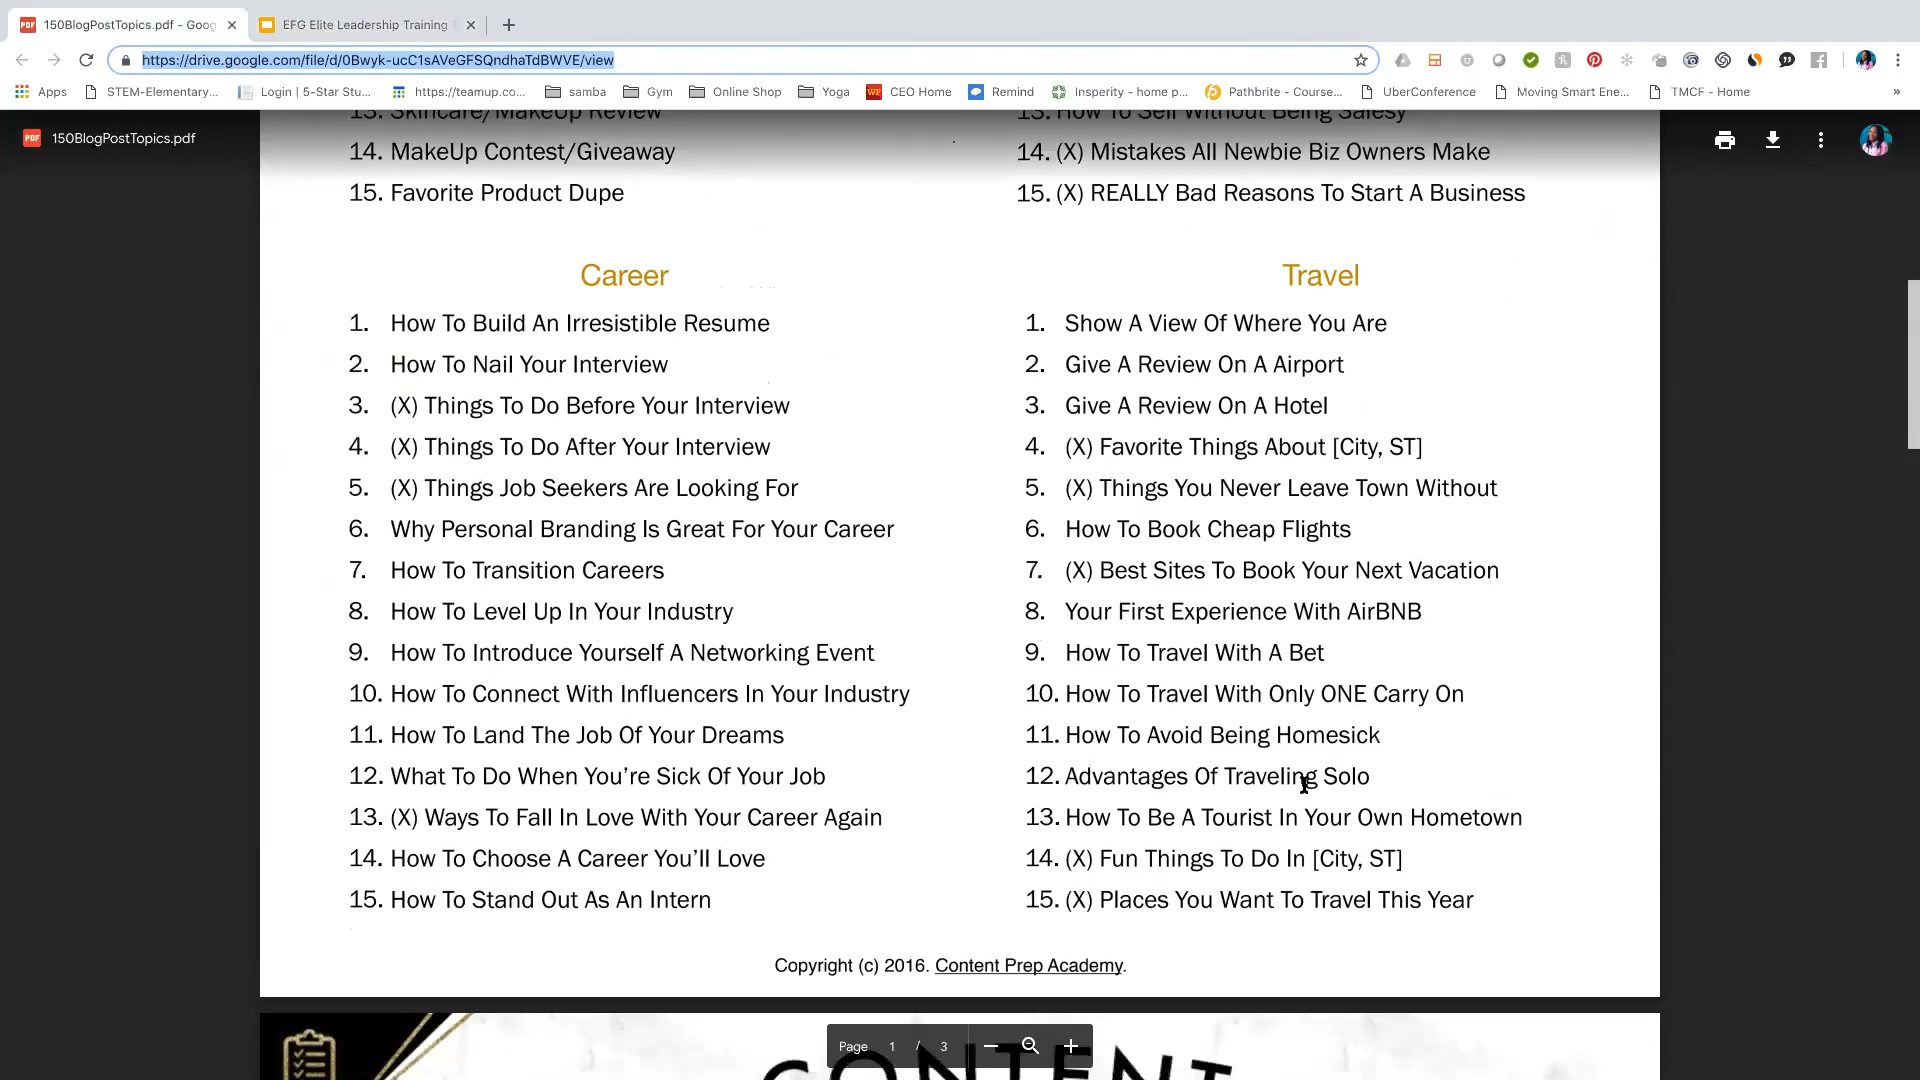 150BlogPostTopics.pdf - Goog
EFG Elite Leadership Training
https://drive.google.com/file/d/0Bwyk-ucC1sAVeGFSQndhaTdBWVE/view
Apps
STEM-Elementary...
Login | 5-Star Stu...
https://teamup.co...
samba
Gym
Online Shop
Yoga
CEO Home
Remind
Insperity - home p...
Pathbrite - Course...
UberConference
Moving Smart Ene...
TMCF - Home
»
PDF 150BlogPostTopics.pdf
13. Skincare/MakeUp Review
14. MakeUp Contest/Giveaway
15. Favorite Product Dupe
13. How To Sell Without Being Salesy
14. (X) Mistakes All Newbie Biz Owners Make
15. (X) REALLY Bad Reasons To Start A Business
Career
1. How To Build An Irresistible Resume
2. How To Nail Your Interview
3. (X) Things To Do Before Your Interview
4. (X) Things To Do After Your Interview
5. (X) Things Job Seekers Are Looking For
6. Why Personal Branding Is Great For Your Career
7. How To Transition Careers
8. How To Level Up In Your Industry
9. How To Introduce Yourself A Networking Event
10. How To Connect With Influencers In Your Industry
11. How To Land The Job Of Your Dreams
12. What To Do When You're Sick Of Your Job
13. (X) Ways To Fall In Love With Your Career Again
14. How To Choose A Career You'll Love
15. How To Stand Out As An Intern
Travel
1. Show A View Of Where You Are
2. Give A Review On A Airport
3. Give A Review On A Hotel
4. (X) Favorite Things About [City, ST]
5. (X) Things You Never Leave Town Without
6. How To Book Cheap Flights
7. (X) Best Sites To Book Your Next Vacation
8. Your First Experience With AirBNB
9. How To Travel With A Bet
10. How To Travel With Only ONE Carry On
11. How To Avoid Being Homesick
12. Advantages Of Traveling Solo
13. How To Be A Tourist In Your Own Hometown
14. (X) Fun Things To Do In [City, ST]
15. (X) Places You Want To Travel This Year
Copyright (c) 2016. Content Prep Academy.
CONTENT
Page 1 / 3